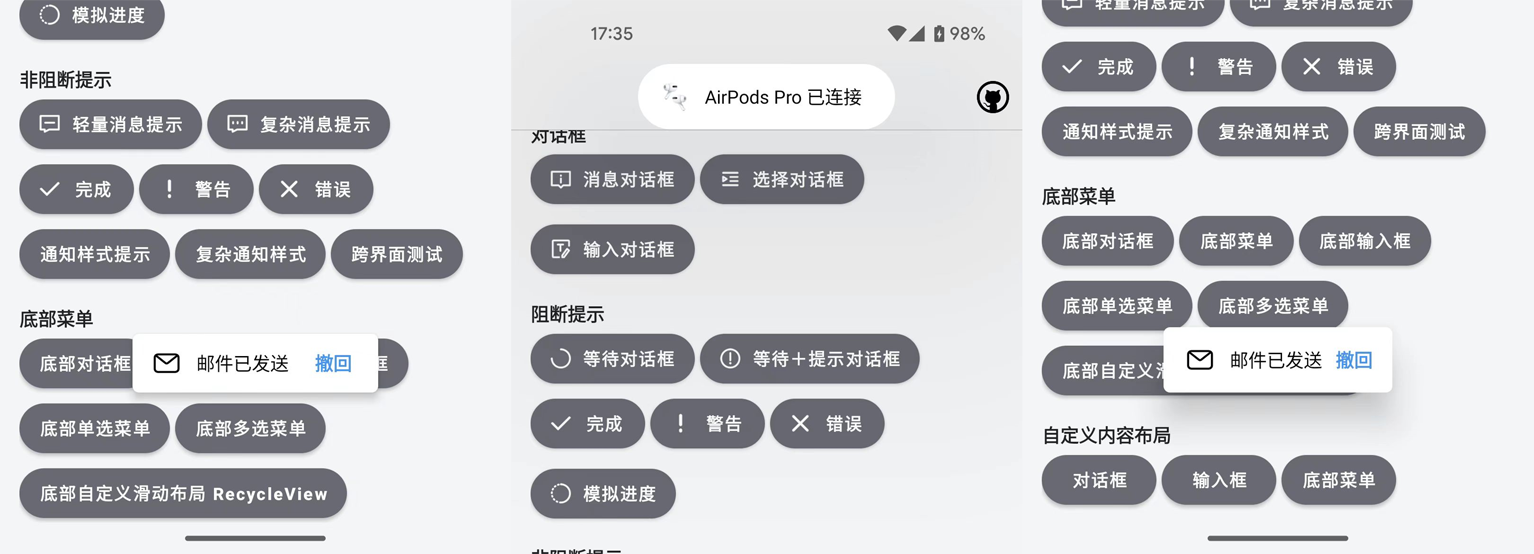 模拟进度
非阻断提示
轻量消息提示 复杂消息提示
完成 警告 错误
通知样式提示 复杂通知样式 跨界面测试
底部菜单
底部对话框 邮件已发送 撤回 框
底部单选菜单 底部多选菜单
底部自定义滑动布局 RecycleView
17:35 98%
AirPods Pro 已连接
对话框
消息对话框 选择对话框
输入对话框
阻断提示
等待对话框 等待+提示对话框
完成 警告 错误
模拟进度
非阻断提示
轻量消息提示 复杂消息提示
完成 警告 错误
通知样式提示 复杂通知样式 跨界面测试
底部菜单
底部对话框 底部菜单 底部输入框
底部单选菜单 底部多选菜单
底部自定义 邮件已发送 撤回
自定义内容布局
对话框 输入框 底部菜单